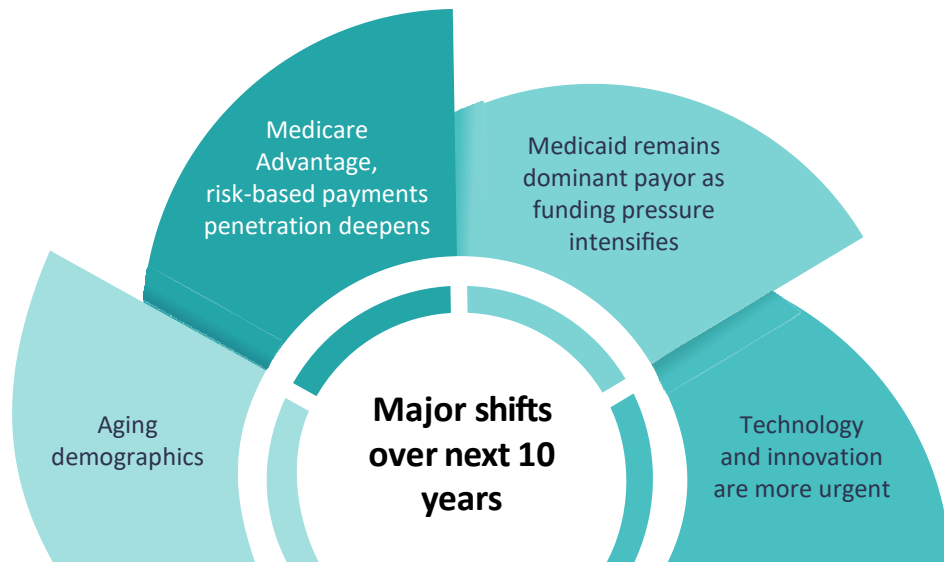 Medicare
Advantage,
risk-based payments
penetration deepens
Medicaid remains
dominant payor as
funding pressure
intensifies
Aging
demographics
Major shifts
over next 10
years
Technology
and innovation
are more urgent